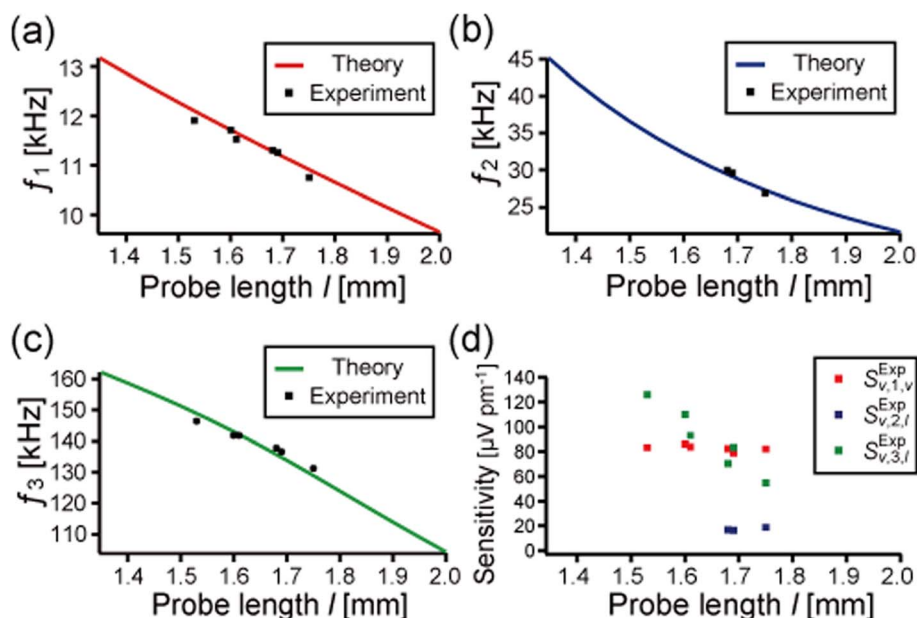 (a)
f1 [kHz]
13
12
11
10
Theory
Experiment
1.4 1.5 1.6 1.7 1.8 1.9 2.0
Probe length l [mm]
(b)
f2 [kHz]
45
40
35
30
25
Theory
Experiment
1.4 1.5 1.6 1.7 1.8 1.9 2.0
Probe length l [mm]
(c)
f3 [kHz]
160
150
140
130
120
110
Theory
Experiment
1.4 1.5 1.6 1.7 1.8 1.9 2.0
Probe length l [mm]
(d)
Sensitivity [µV pm⁻¹]
140
120
100
80
60
40
20
0
S Exp v,1,v
S Exp v,2,l
S Exp v,3,l
1.4 1.5 1.6 1.7 1.8 1.9 2.0
Probe length l [mm]